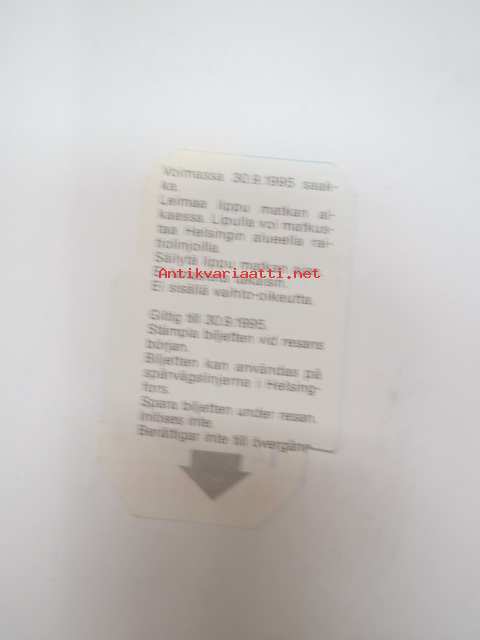 Voimassa 30.9.1995 saak-
ka.
Leimaa lippu matkan al-
kaessa. Lipulla voi matkus-
taa Helsingin alueella rai-
tiolinjoilla.
Säilytä lippu matkan
Antikvariaatti.net
takaisin.
Ei sisällä vaihto-oikeutta.
Giltig till 30.9.1995.
Stämpla biljetten vid resans
början.
Biljetten kan användas på
spårvägslinjerna i Helsing-
fors.
Spara biljetten under resan.
Inlöses inte.
Berättigar inte till övergång.